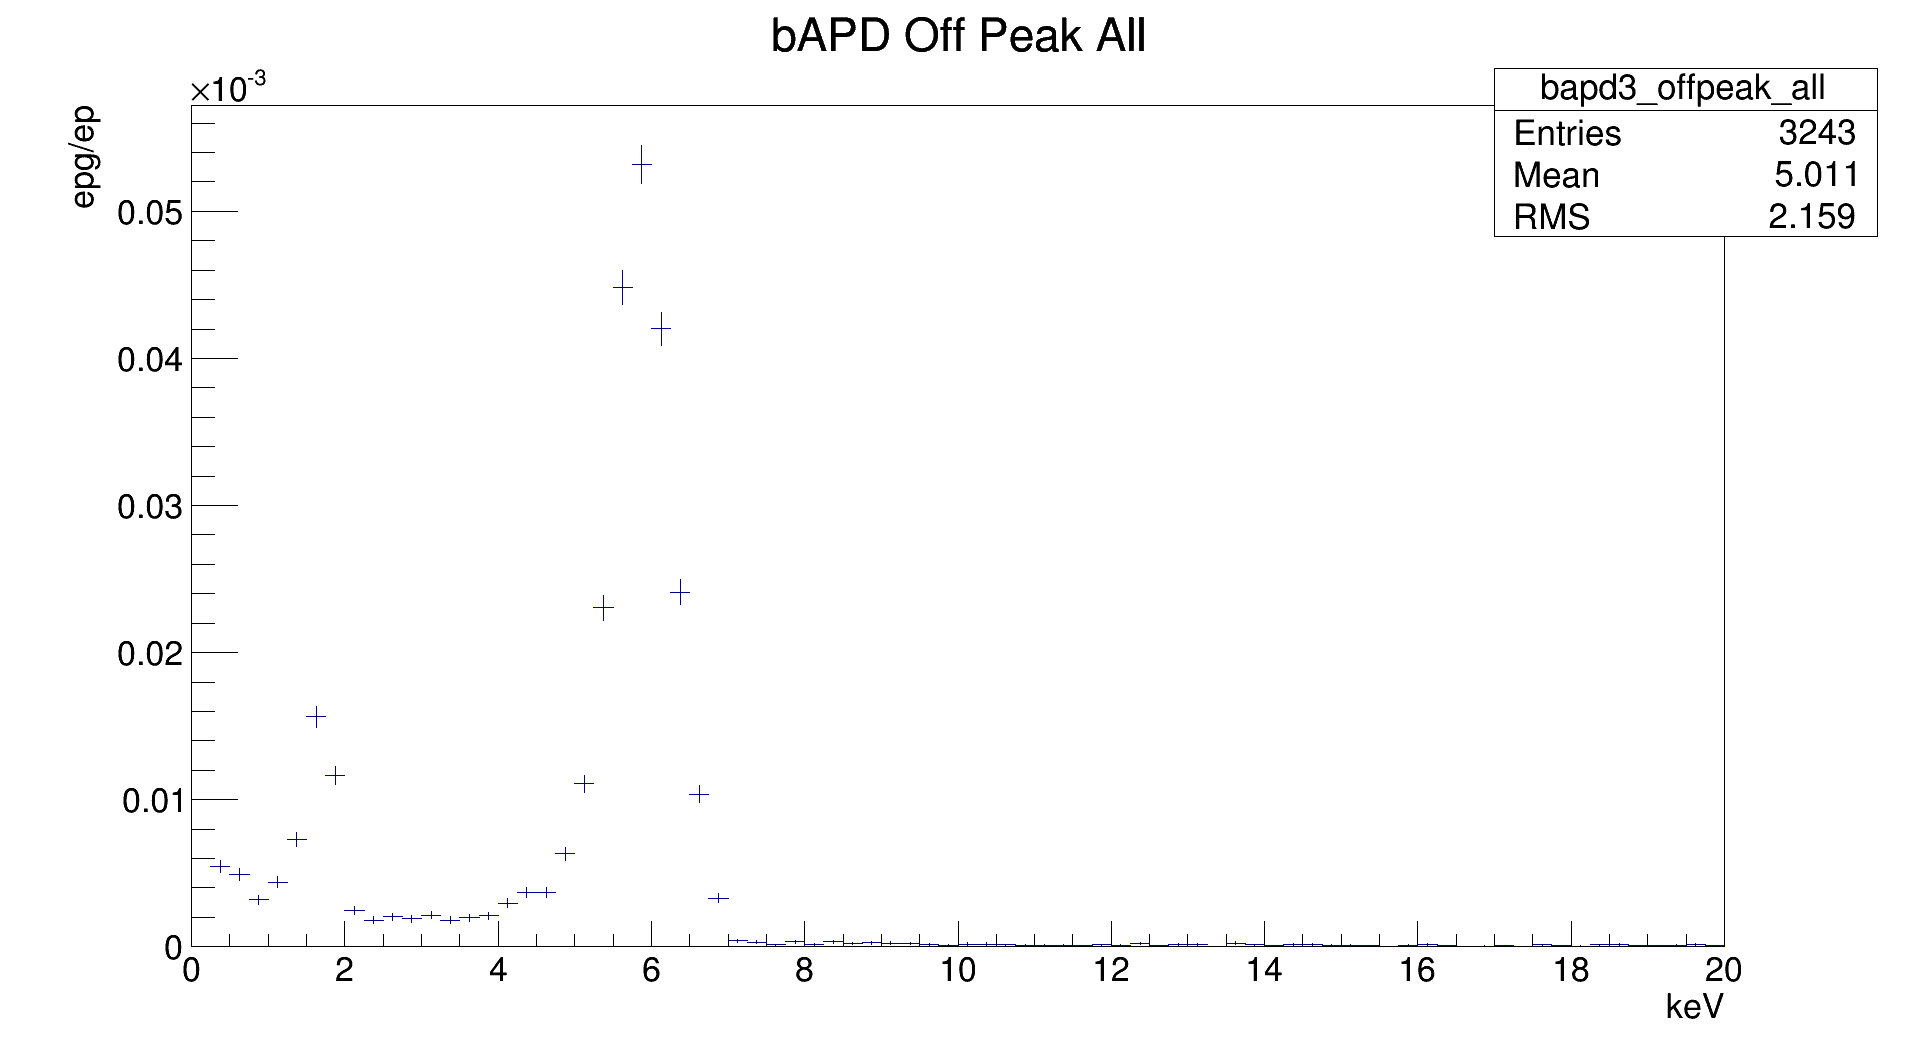 bAPD Off Peak All
×10-3
epg/ep
bapd3_offpeak_all
Entries 3243
Mean 5.011
RMS 2.159
0.05
0.04
0.03
0.02
0.01
0
0 2 4 6 8 10 12 14 16 18 20
keV